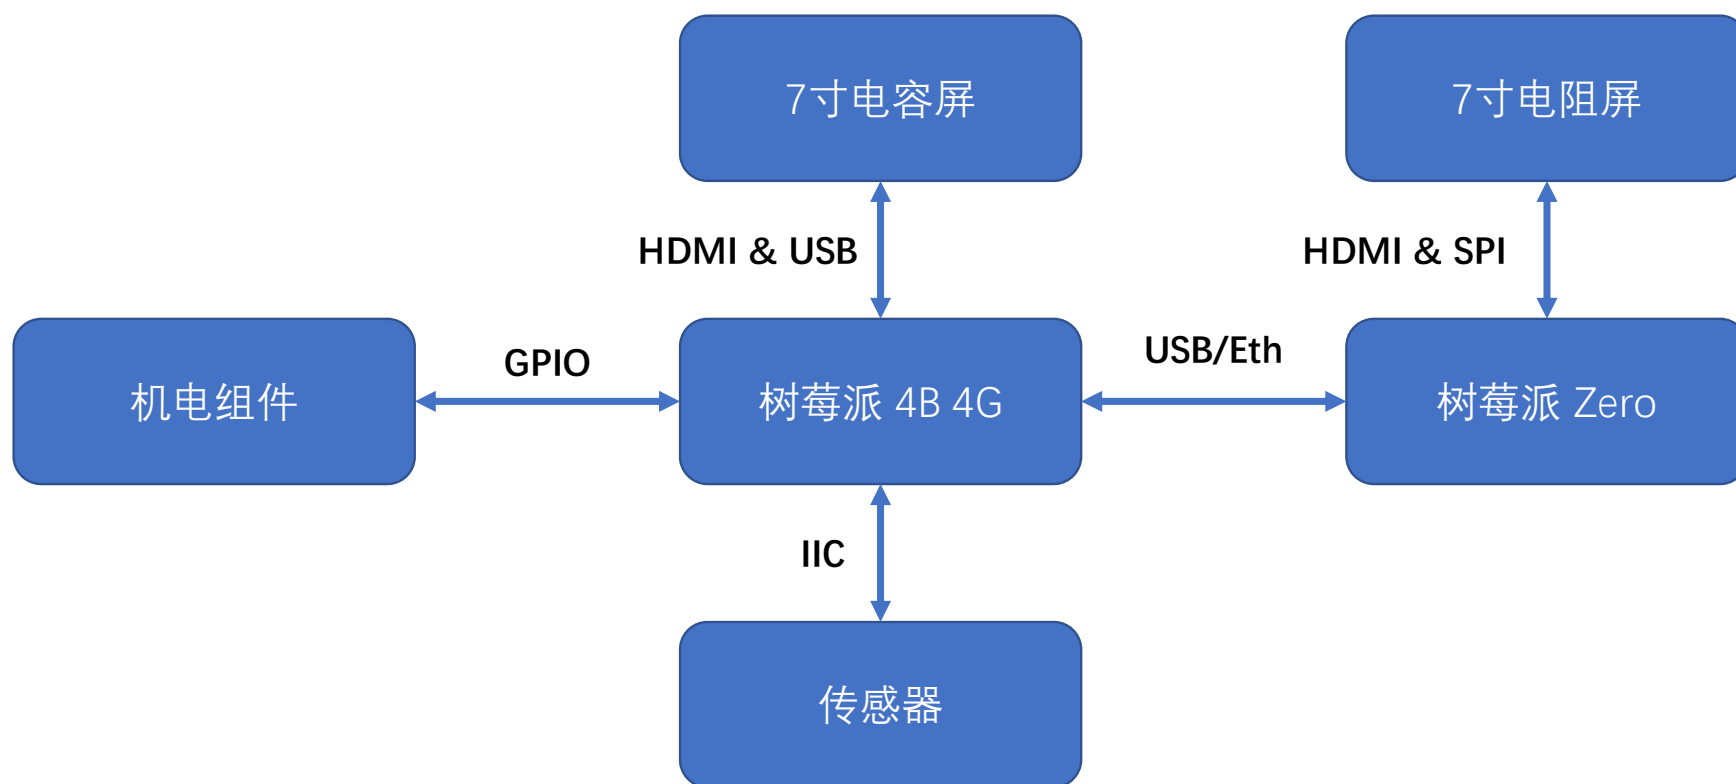 7寸电容屏
7寸电阻屏
HDMI & USB
HDMI & SPI
机电组件
GPIO
树莓派 4B 4G
USB/Eth
树莓派 Zero
IIC
传感器